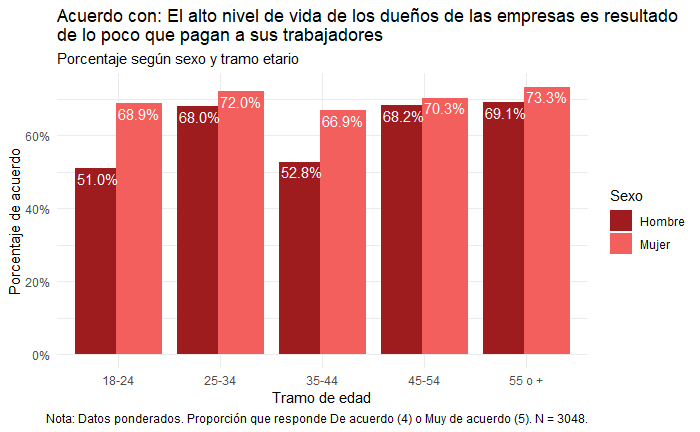 Acuerdo con: El alto nivel de vida de los dueños de las empresas es resultado
de lo poco que pagan a sus trabajadores
Porcentaje según sexo y tramo etario
Porcentaje de acuerdo
60%
40%
20%
0%
51.0%
68.9%
68.0%
72.0%
52.8%
66.9%
68.2%
70.3%
69.1%
73.3%
18-24
25-34
35-44
45-54
55 o +
Tramo de edad
Sexo
Hombre
Mujer
Nota: Datos ponderados. Proporción que responde De acuerdo (4) o Muy de acuerdo (5). N = 3048.